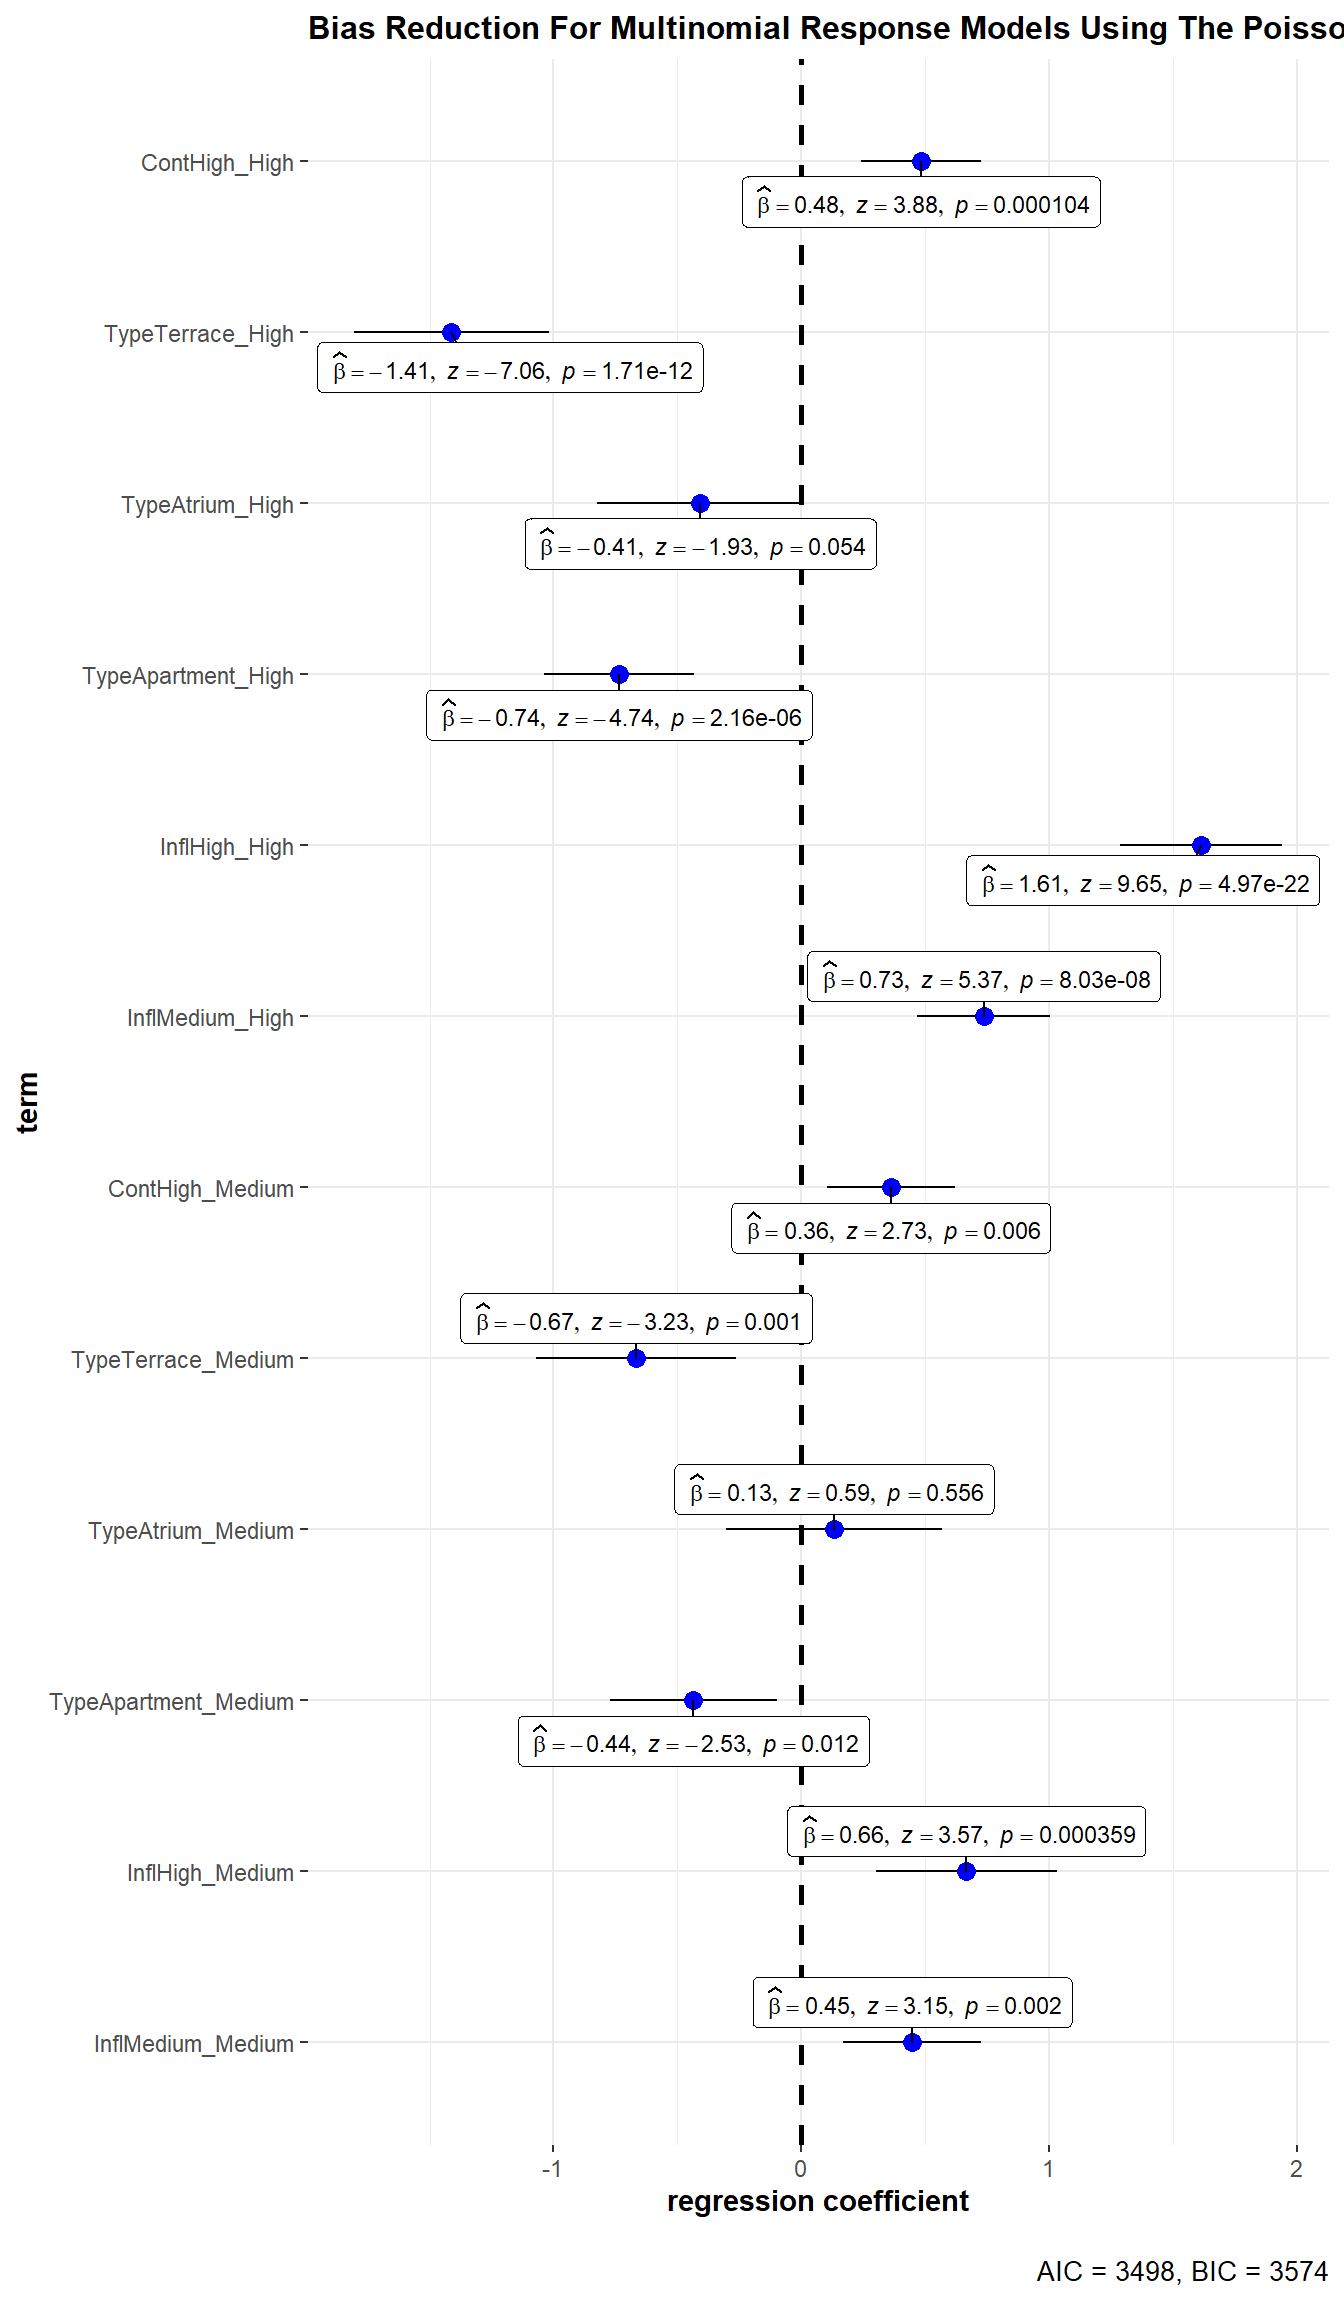 Bias Reduction For Multinomial Response Models Using The Poisso
ContHigh_High
β̂ = 0.48, z = 3.88, p = 0.000104
TypeTerrace_High
β̂ = −1.41, z = −7.06, p = 1.71e-12
TypeAtrium_High
β̂ = −0.41, z = −1.93, p = 0.054
TypeApartment_High
β̂ = −0.74, z = −4.74, p = 2.16e-06
InflHigh_High
β̂ = 1.61, z = 9.65, p = 4.97e-22
β̂ = 0.73, z = 5.37, p = 8.03e-08
InflMedium_High
term
ContHigh_Medium
β̂ = 0.36, z = 2.73, p = 0.006
β̂ = −0.67, z = −3.23, p = 0.001
TypeTerrace_Medium
β̂ = 0.13, z = 0.59, p = 0.556
TypeAtrium_Medium
TypeApartment_Medium
β̂ = −0.44, z = −2.53, p = 0.012
β̂ = 0.66, z = 3.57, p = 0.000359
InflHigh_Medium
β̂ = 0.45, z = 3.15, p = 0.002
InflMedium_Medium
-1 0 1 2
regression coefficient
AIC = 3498, BIC = 3574